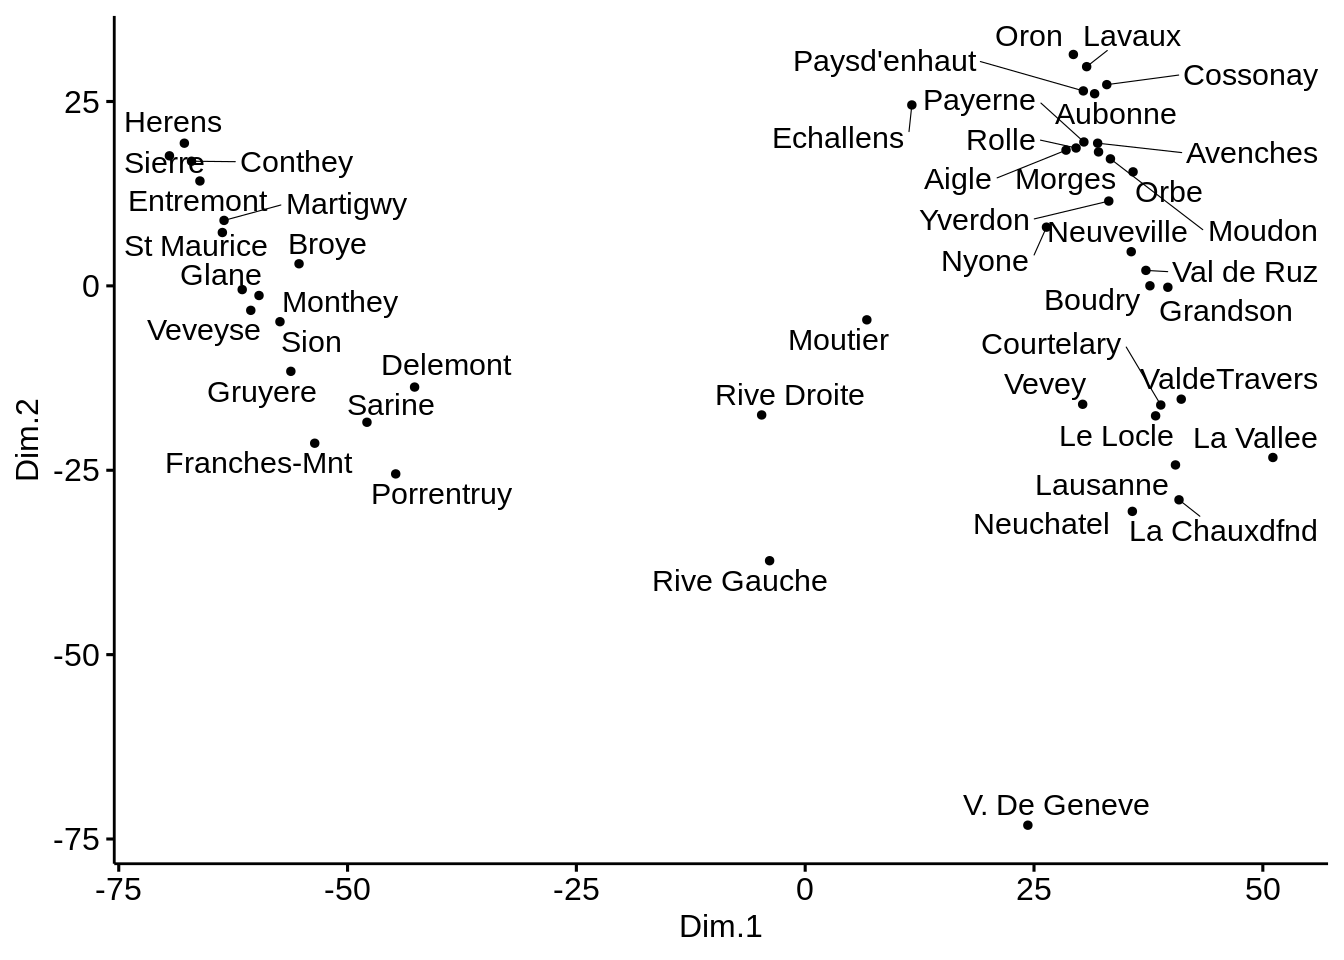 Oron Lavaux
Paysd'enhaut
Cossonay
25
Payerne
Aubonne
Herens
Echallens
Rolle
Avenches
Sierre
Conthey
Aigle
Morges
Orbe
Entremont
Martigwy
Yverdon
Neuveville
Moudon
St Maurice
Broye
Nyone
Glane
Val de Ruz
0
Monthey
Boudry
Grandson
Veveyse
Sion
Moutier
Courtelary
Delemont
Vevey
ValdeTravers
Gruyere
Sarine
Rive Droite
Le Locle
La Vallee
Dim.2
-25
Franches-Mnt
Porrentruy
Lausanne
Neuchatel
La Chauxdfnd
Rive Gauche
-50
V. De Geneve
-75
-75 -50 -25 0 25 50
Dim.1